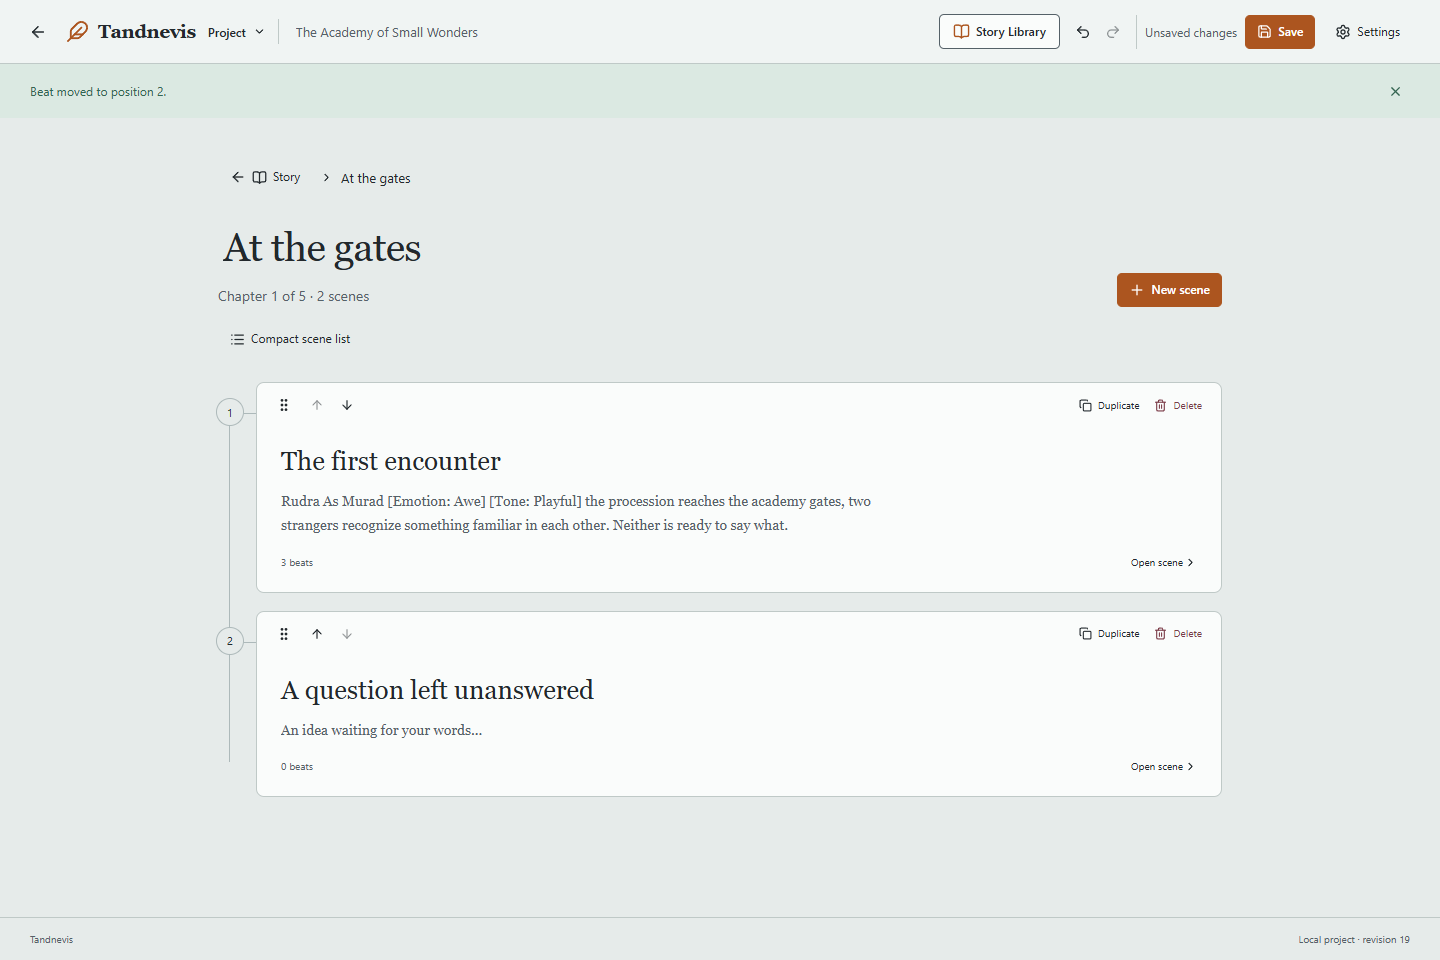 Tandnevis Project The Academy of Small Wonders Story Library Unsaved changes Save Settings
Beat moved to position 2.
Story At the gates
At the gates
Chapter 1 of 5 · 2 scenes
New scene
Compact scene list
1
Duplicate Delete
The first encounter
Rudra As Murad [Emotion: Awe] [Tone: Playful] the procession reaches the academy gates, two
strangers recognize something familiar in each other. Neither is ready to say what.
3 beats Open scene
2
Duplicate Delete
A question left unanswered
An idea waiting for your words...
0 beats Open scene
Tandnevis Local project · revision 19